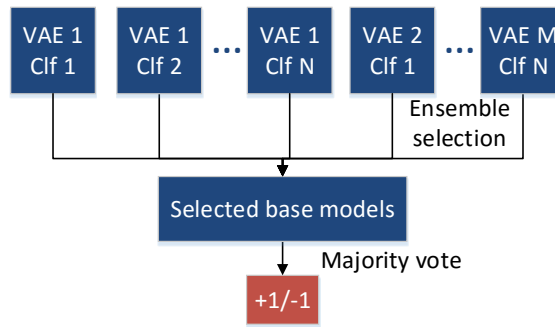 VAE 1
Clf 1
VAE 1
Clf 2
...
VAE 1
Clf N
VAE 2
Clf 1
...
VAE M
Clf N
Ensemble
selection
Selected base models
Majority vote
+1/-1